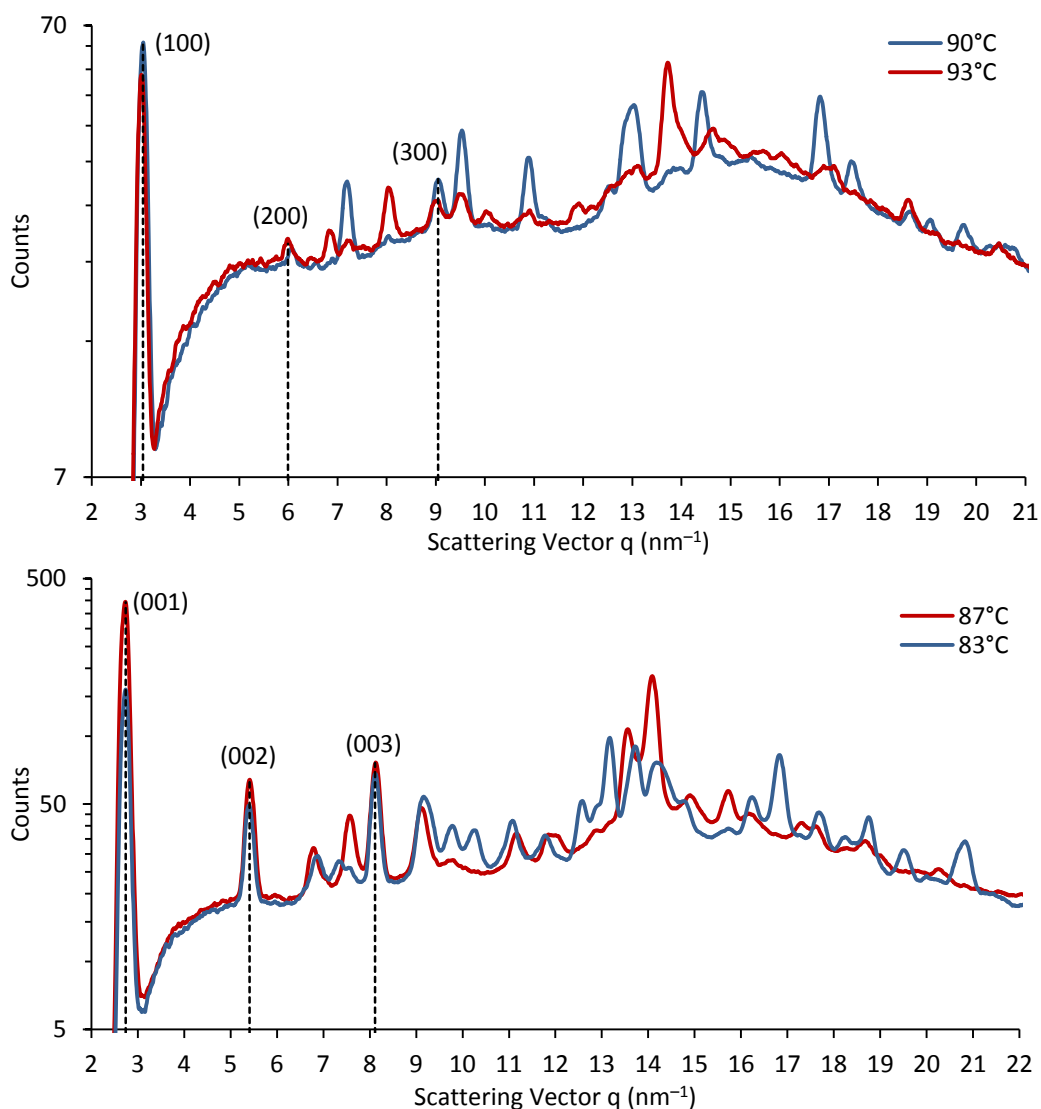 70
(100)
90°C
93°C
(300)
(200)
Counts
7
2 3 4 5 6 7 8 9 10 11 12 13 14 15 16 17 18 19 20 21
Scattering Vector q (nm⁻¹)
500
(001)
87°C
83°C
(002)
(003)
50
Counts
5
2 3 4 5 6 7 8 9 10 11 12 13 14 15 16 17 18 19 20 21 22
Scattering Vector q (nm⁻¹)